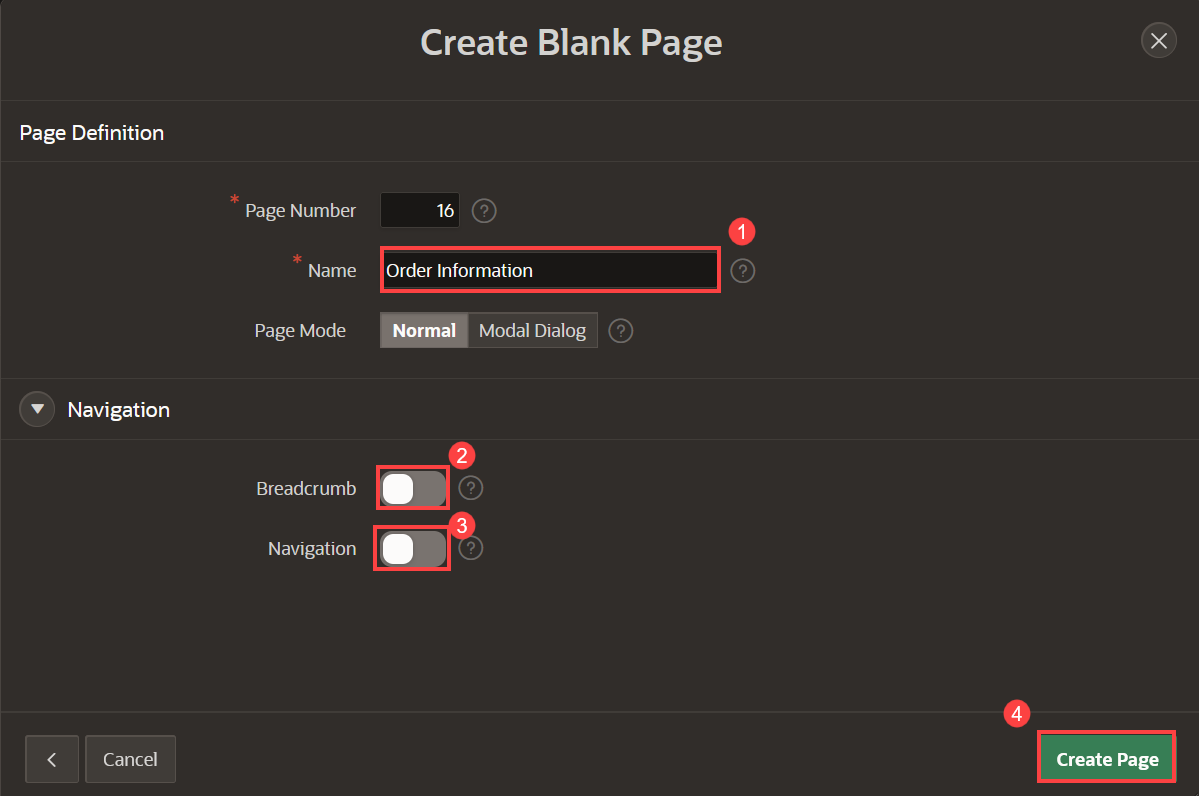 Create Blank Page
Page Definition
* Page Number 16 ?
1
* Name Order Information ?
Page Mode Normal Modal Dialog ?
Navigation
2
Breadcrumb ?
3
Navigation ?
4
Cancel Create Page